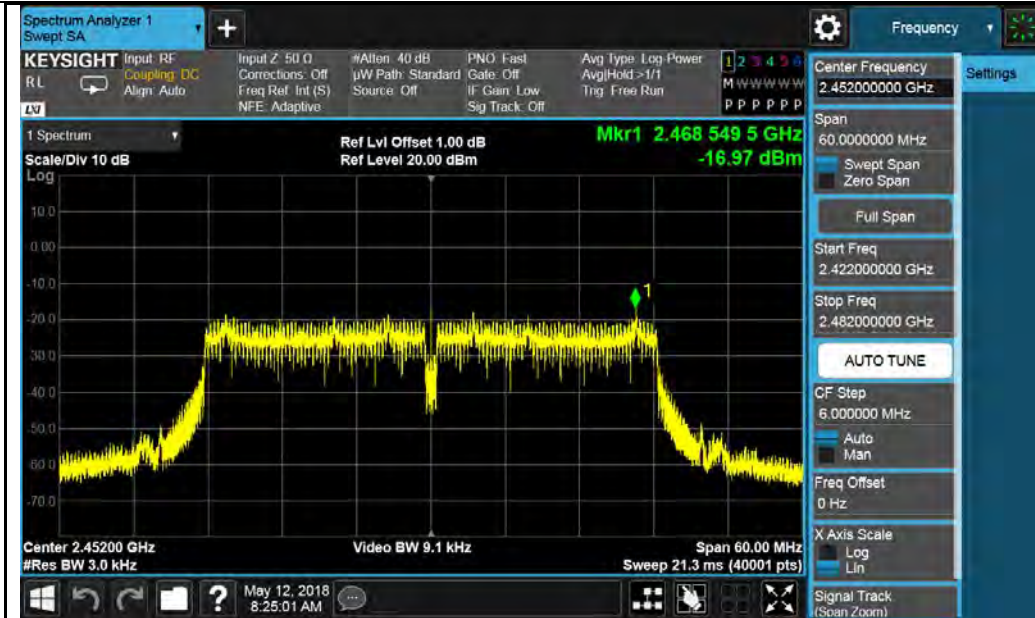 Spectrum Analyzer 1
Swept SA
+
Frequency
KEYSIGHT
RL
LXI
Input: RF
Coupling: DC
Align: Auto
Input Z: 50 Ω
Corrections: Off
Freq Ref: Int (S)
NFE: Adaptive
#Atten: 40 dB
µW Path: Standard
Source: Off
PNO: Fast
Gate: Off
IF Gain: Low
Sig Track: Off
Avg Type: Log-Power
Avg|Hold:>1/1
Trig: Free Run
1 2 3 4 5 6
M W W W W W
P P P P P P
1 Spectrum
Scale/Div 10 dB
Log
Ref Lvl Offset 1.00 dB
Ref Level 20.00 dBm
Mkr1 2.468 549 5 GHz
-16.97 dBm
10.0
0.00
-10.0
-20.0
-30.0
-40.0
-50.0
-60.0
-70.0
1
Center 2.45200 GHz
#Res BW 3.0 kHz
Video BW 9.1 kHz
Span 60.00 MHz
Sweep 21.3 ms (40001 pts)
?
May 12, 2018
8:25:01 AM
Center Frequency
2.452000000 GHz
Settings
Span
60.0000000 MHz
Swept Span
Zero Span
Full Span
Start Freq
2.422000000 GHz
Stop Freq
2.482000000 GHz
AUTO TUNE
CF Step
6.000000 MHz
Auto
Man
Freq Offset
0 Hz
X Axis Scale
Log
Lin
Signal Track
(Span Zoom)